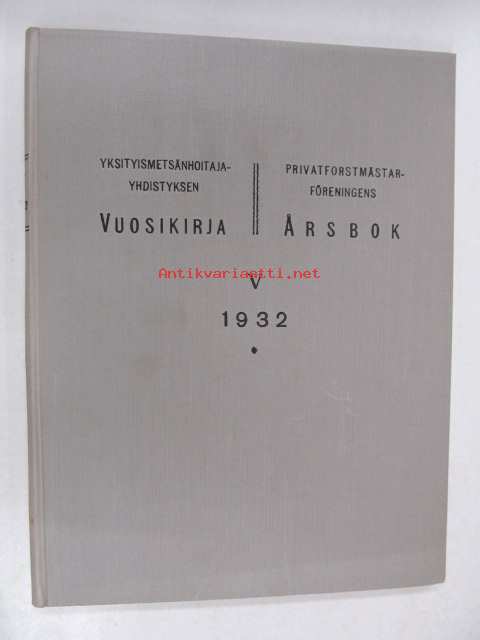 YKSITYISMETSÄNHOITAJA-
YHDISTYKSEN
VUOSIKIRJA
PRIVATFORSTMÄSTAR-
FÖRENINGENS
ÅRSBOK
Antikvariaatti.net
V
1932